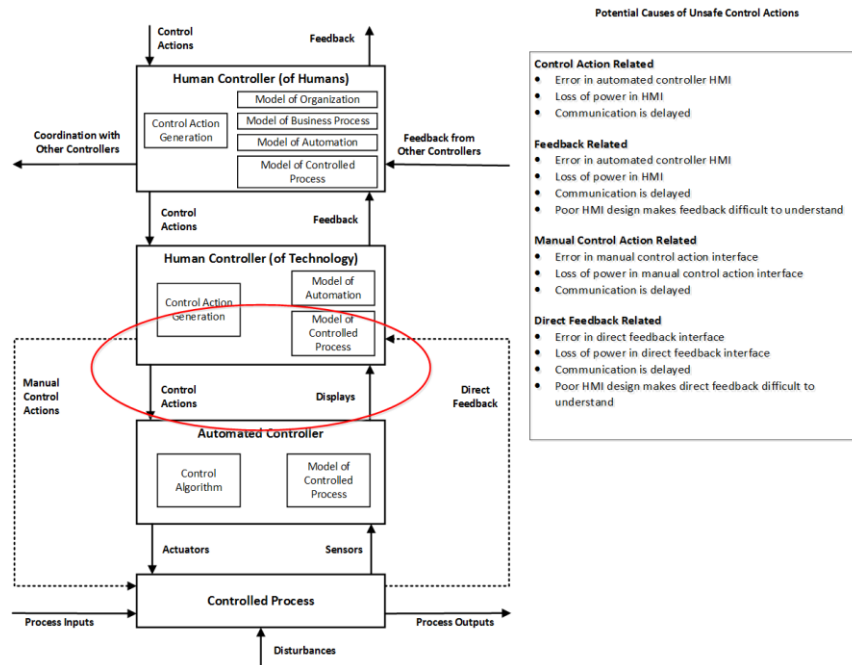 Potential Causes of Unsafe Control Actions
Control
Actions
Feedback
Human Controller (of Humans)
Control Action
Generation
Model of Organization
Model of Business Process
Model of Automation
Model of Controlled
Process
Coordination with
Other Controllers
Feedback from
Other Controllers
Control
Actions
Feedback
Human Controller (of Technology)
Control Action
Generation
Model of
Automation
Model of
Controlled
Process
Manual
Control
Actions
Control
Actions
Displays
Direct
Feedback
Automated Controller
Control
Algorithm
Model of
Controlled
Process
Actuators
Sensors
Controlled Process
Process Inputs
Process Outputs
Disturbances
Control Action Related
• Error in automated controller HMI
• Loss of power in HMI
• Communication is delayed
Feedback Related
• Error in automated controller HMI
• Loss of power in HMI
• Communication is delayed
• Poor HMI design makes feedback difficult to understand
Manual Control Action Related
• Error in manual control action interface
• Loss of power in manual control action interface
• Communication is delayed
Direct Feedback Related
• Error in direct feedback interface
• Loss of power in direct feedback interface
• Communication is delayed
• Poor HMI design makes direct feedback difficult to
understand